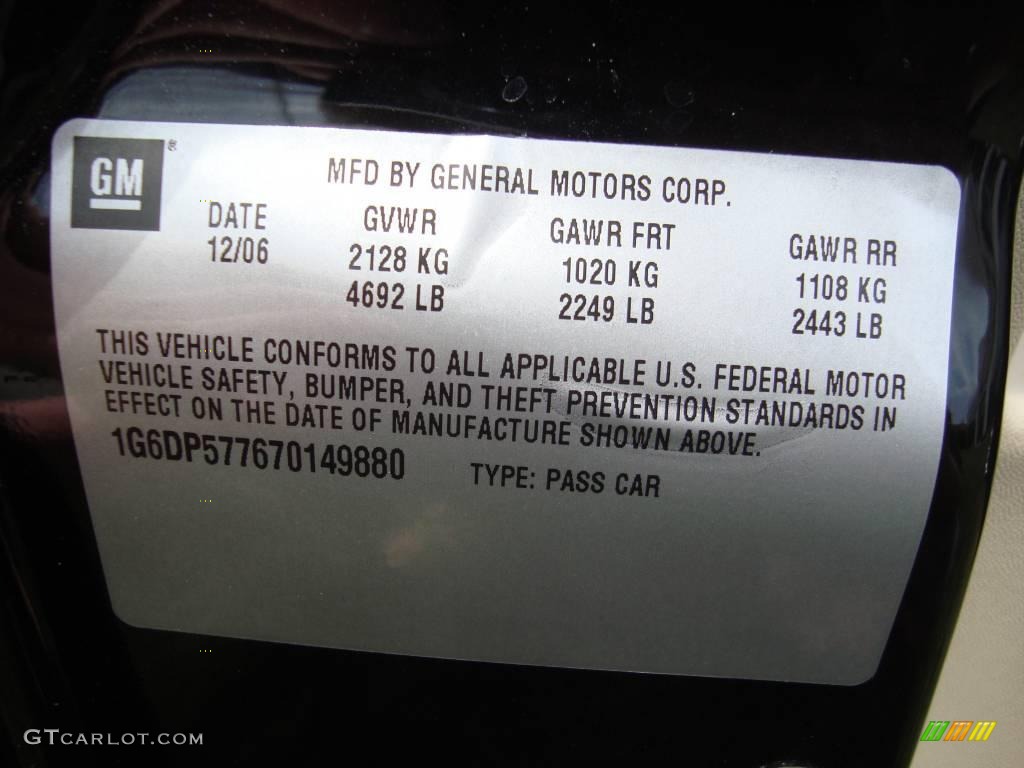 GM®
MFD BY GENERAL MOTORS CORP.
DATE GVWR GAWR FRT GAWR RR
12/06 2128 KG 1020 KG 1108 KG
4692 LB 2249 LB 2443 LB
THIS VEHICLE CONFORMS TO ALL APPLICABLE U.S. FEDERAL MOTOR
VEHICLE SAFETY, BUMPER, AND THEFT PREVENTION STANDARDS IN
EFFECT ON THE DATE OF MANUFACTURE SHOWN ABOVE.
1G6DP577670149880 TYPE: PASS CAR
GTCARLOT.COM